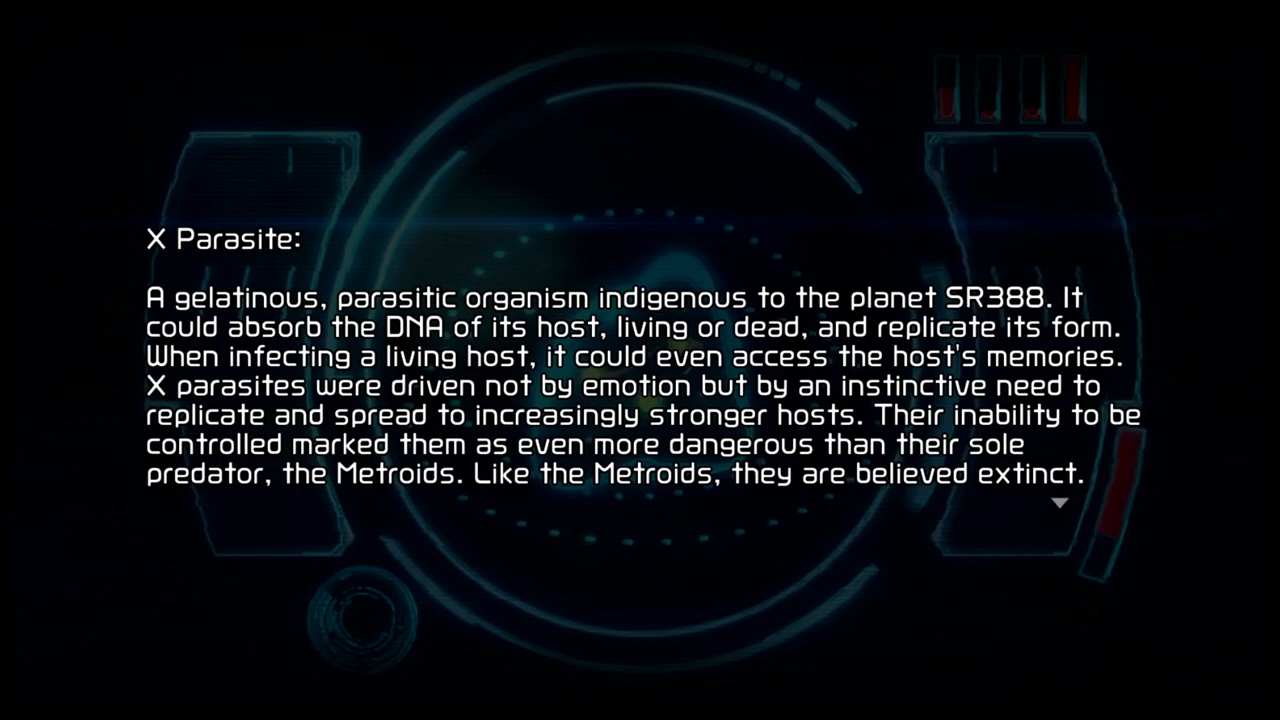 X Parasite:
A gelatinous, parasitic organism indigenous to the planet SR388. It
could absorb the DNA of its host, living or dead, and replicate its form.
When infecting a living host, it could even access the host's memories.
X parasites were driven not by emotion but by an instinctive need to
replicate and spread to increasingly stronger hosts. Their inability to be
controlled marked them as even more dangerous than their sole
predator, the Metroids. Like the Metroids, they are believed extinct.